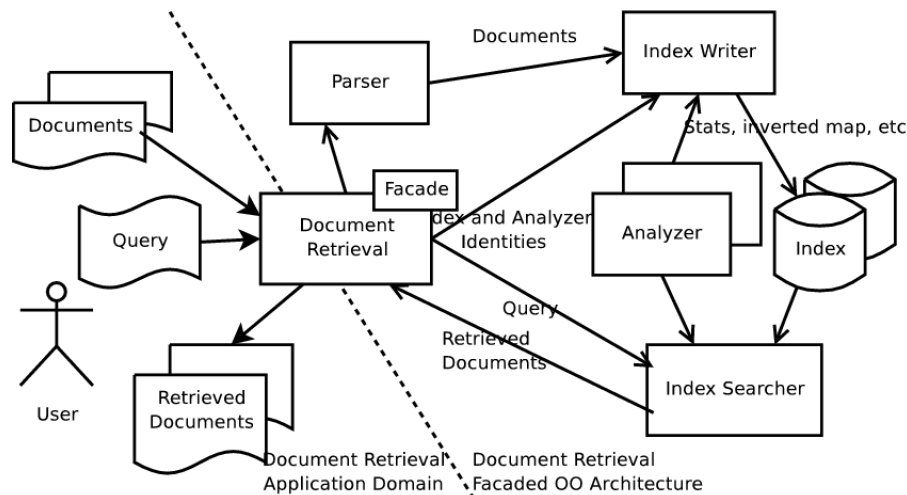 Documents
Index Writer
Parser
Documents
Stats, inverted map, etc
Facade
Document
Retrieval
dex and Analyzer
Identities
Query
Analyzer
Index
Query
Retrieved
Documents
Index Searcher
User
Retrieved
Documents
Document Retrieval
Application Domain
Document Retrieval
Facaded OO Architecture